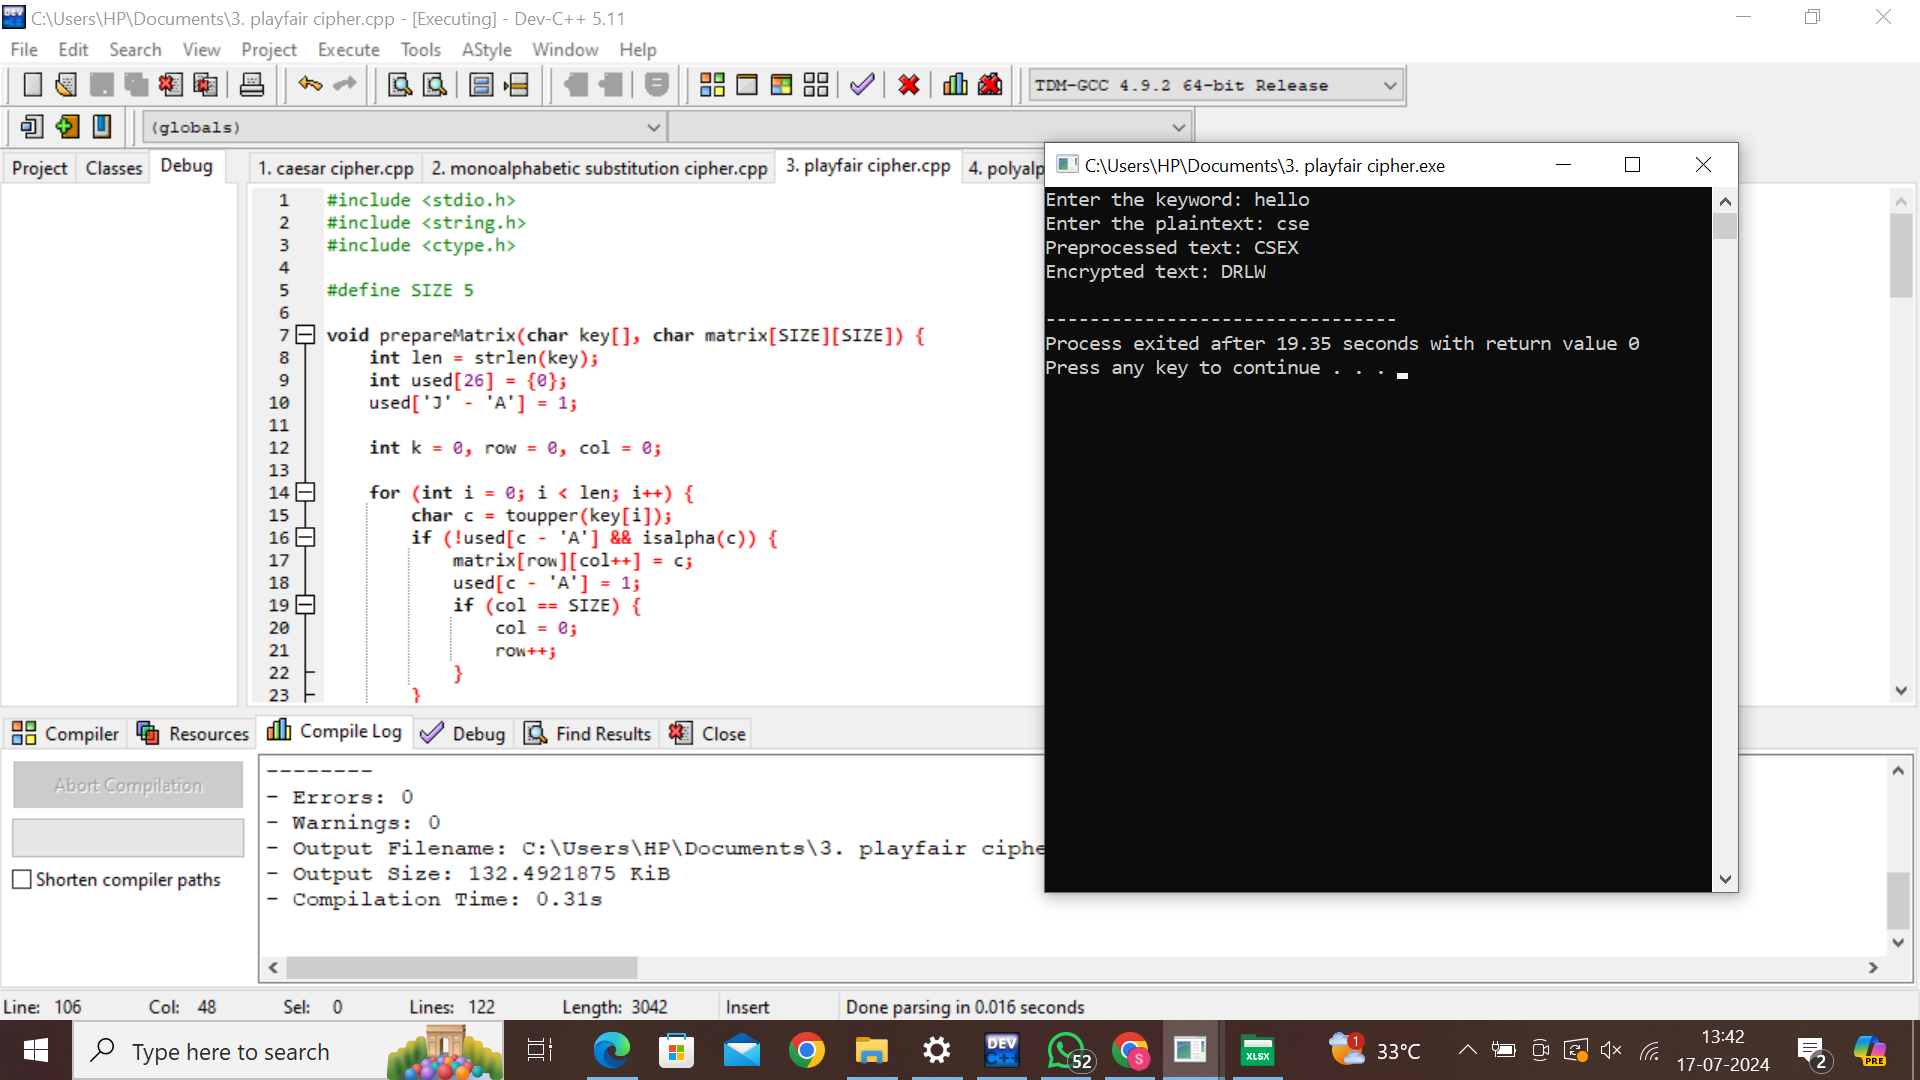 C:\Users\HP\Documents\3. playfair cipher.cpp - [Executing] - Dev-C++ 5.11
File Edit Search View Project Execute Tools AStyle Window Help
TDM-GCC 4.9.2 64-bit Release
(globals)
Project Classes Debug
1. caesar cipher.cpp 2. monoalphabetic substitution cipher.cpp 3. playfair cipher.cpp 4. polyalp
1 #include <stdio.h>
2 #include <string.h>
3 #include <ctype.h>
4
5 #define SIZE 5
6
7 void prepareMatrix(char key[], char matrix[SIZE][SIZE]) {
8 int len = strlen(key);
9 int used[26] = {0};
10 used['J' - 'A'] = 1;
11
12 int k = 0, row = 0, col = 0;
13
14 for (int i = 0; i < len; i++) {
15 char c = toupper(key[i]);
16 if (!used[c - 'A'] && isalpha(c)) {
17 matrix[row][col++] = c;
18 used[c - 'A'] = 1;
19 if (col == SIZE) {
20 col = 0;
21 row++;
22 }
23 }
C:\Users\HP\Documents\3. playfair cipher.exe
Enter the keyword: hello
Enter the plaintext: cse
Preprocessed text: CSEX
Encrypted text: DRLW
--------------------------------
Process exited after 19.35 seconds with return value 0
Press any key to continue . . .
Compiler Resources Compile Log Debug Find Results Close
Abort Compilation
Shorten compiler paths
--------
- Errors: 0
- Warnings: 0
- Output Filename: C:\Users\HP\Documents\3. playfair ciphe
- Output Size: 132.4921875 KiB
- Compilation Time: 0.31s
Line: 106 Col: 48 Sel: 0 Lines: 122 Length: 3042 Insert Done parsing in 0.016 seconds
Type here to search
DEV
52
S
XLSX
1
33°C
13:42
17-07-2024
2
PRE